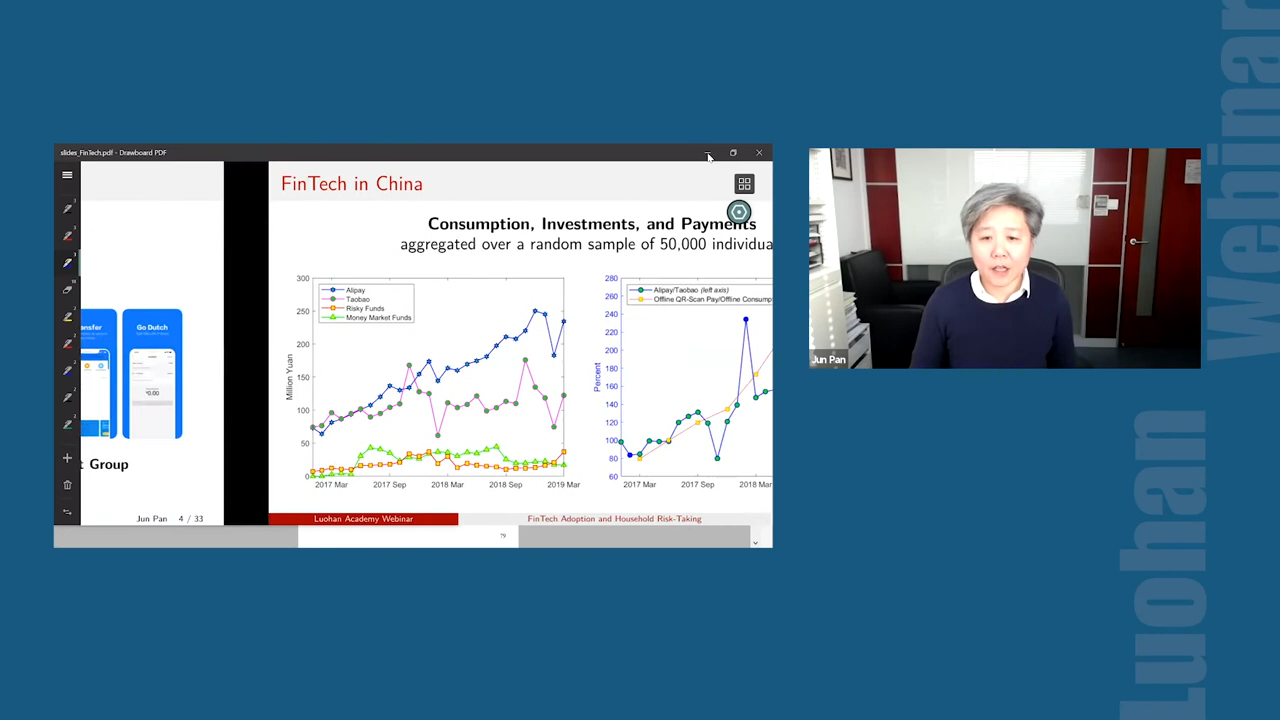 slides_FinTech.pdf - Drawboard PDF
FinTech in China
Consumption, Investments, and Payments
aggregated over a random sample of 50,000 individua
300
250
200
150
100
50
0
Million Yuan
Alipay
Taobao
Risky Funds
Money Market Funds
2017 Mar
2017 Sep
2018 Mar
2018 Sep
2019 Mar
280
260
240
220
200
180
160
140
120
100
80
60
Percent
Alipay/Taobao (left axis)
Offline QR-Scan Pay/Offline Consump
2017 Mar
2017 Sep
2018 Mar
ansfer
Go Dutch
0.00
Group
Jun Pan 4 / 33
Luohan Academy Webinar
FinTech Adoption and Household Risk-Taking
79
Jun Pan
Luohan Webinar